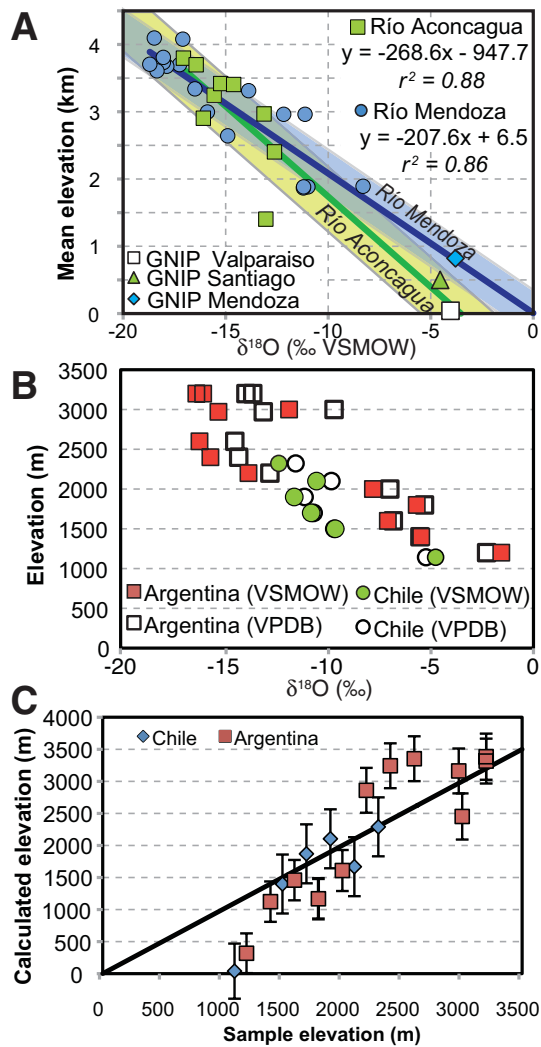 A
Río Aconcagua
y = -268.6x - 947.7
r² = 0.88
Río Mendoza
y = -207.6x + 6.5
r² = 0.86
Río Mendoza
Río Aconcagua
GNIP Valparaiso
GNIP Santiago
GNIP Mendoza
Mean elevation (km)
4
3
2
1
0
-20
-15
-10
-5
0
δ¹⁸O (‰ VSMOW)
B
3500
3000
2500
2000
1500
1000
500
0
Elevation (m)
Argentina (VSMOW)
Chile (VSMOW)
Argentina (VPDB)
Chile (VPDB)
-20
-15
-10
-5
0
δ¹⁸O (‰)
C
4000
3500
3000
2500
2000
1500
1000
500
0
Calculated elevation (m)
Chile
Argentina
0
500
1000
1500
2000
2500
3000
3500
Sample elevation (m)